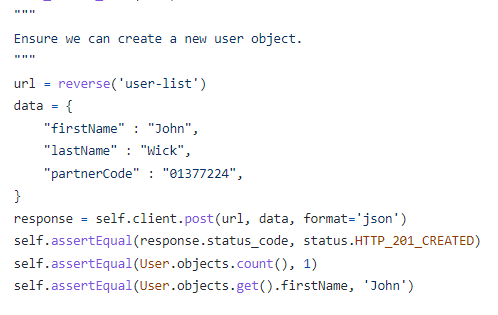 """
Ensure we can create a new user object.
"""
url = reverse('user-list')
data = {
    "firstName" : "John",
    "lastName" : "Wick",
    "partnerCode" : "01377224",
}
response = self.client.post(url, data, format='json')
self.assertEqual(response.status_code, status.HTTP_201_CREATED)
self.assertEqual(User.objects.count(), 1)
self.assertEqual(User.objects.get().firstName, 'John')